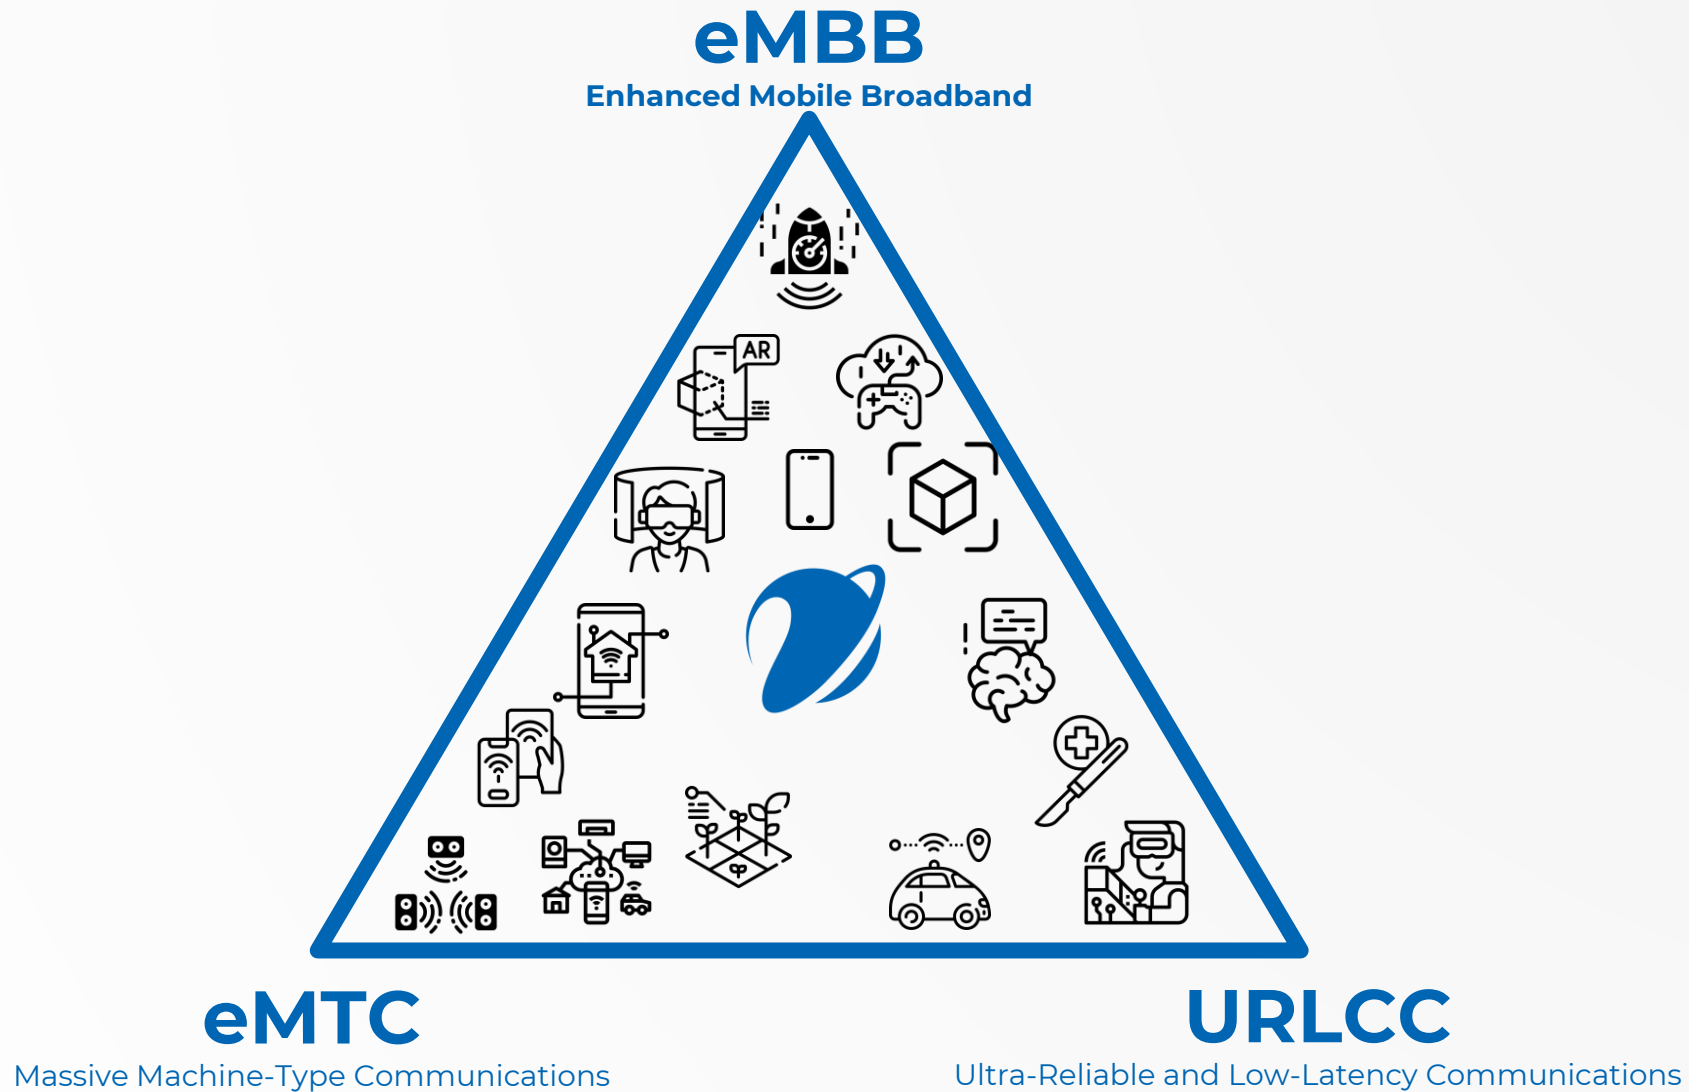 eMBB
Enhanced Mobile Broadband
AR
eMTC
Massive Machine-Type Communications
URLCC
Ultra-Reliable and Low-Latency Communications